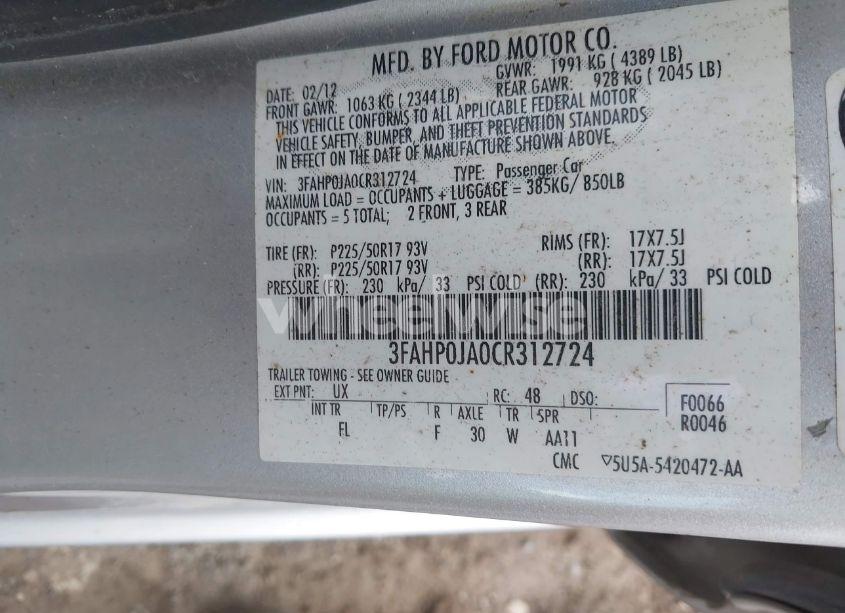 MFD. BY FORD MOTOR CO.
DATE: 02/12 GVWR: 1991 KG ( 4389 LB)
FRONT GAWR: 1063 KG ( 2344 LB) REAR GAWR: 928 KG ( 2045 LB)
THIS VEHICLE CONFORMS TO ALL APPLICABLE FEDERAL MOTOR
VEHICLE SAFETY, BUMPER, AND THEFT PREVENTION STANDARDS
IN EFFECT ON THE DATE OF MANUFACTURE SHOWN ABOVE.
VIN: 3FAHP0JA0CR312724 TYPE: Passenger Car
MAXIMUM LOAD = OCCUPANTS + LUGGAGE = 385KG/ 850LB
OCCUPANTS = 5 TOTAL; 2 FRONT, 3 REAR
TIRE (FR): P225/50R17 93V RIMS (FR): 17X7.5J
(RR): P225/50R17 93V (RR): 17X7.5J
PRESSURE (FR): 230 kPa/ 33 PSI COLD (RR): 230 kPa/ 33 PSI COLD
wheelwise
3FAHP0JA0CR312724
TRAILER TOWING - SEE OWNER GUIDE
EXT PNT: UX RC: 48 DSO: F0066
INT TR TP/PS R AXLE TR SPR R0046
FL F 30 W AA11
CMC ▽5U5A-5420472-AA